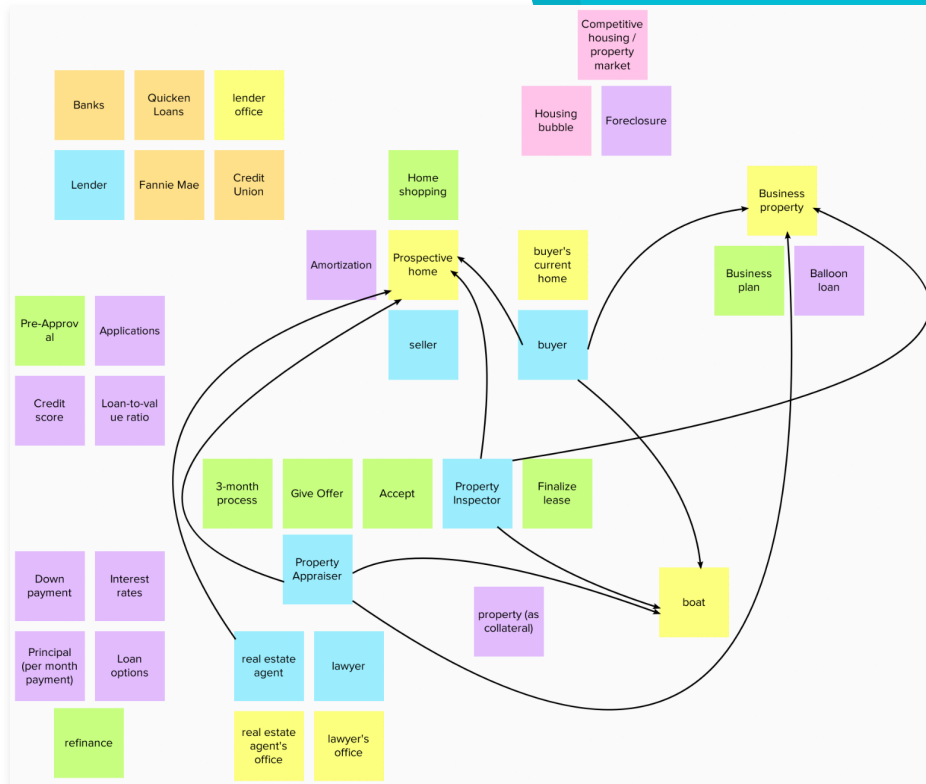 Competitive
housing /
property
market
Banks
Quicken
Loans
lender
office
Housing
bubble
Foreclosure
Lender
Fannie Mae
Credit
Union
Home
shopping
Business
property
Amortization
Prospective
home
buyer's
current
home
Business
plan
Balloon
loan
Pre-Approv
al
Applications
seller
buyer
Credit
score
Loan-to-val
ue ratio
3-month
process
Give Offer
Accept
Property
Inspector
Finalize
lease
Property
Appraiser
Down
payment
Interest
rates
property (as
collateral)
boat
Principal
(per month
payment)
Loan
options
real estate
agent
lawyer
refinance
real estate
agent's
office
lawyer's
office